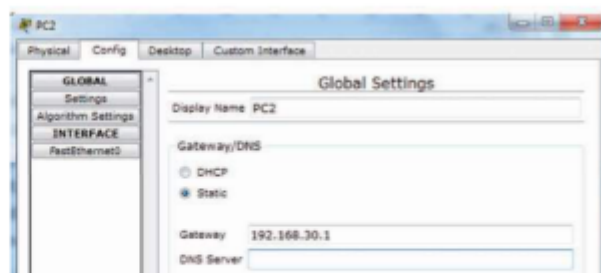 PC2
Physical Config Desktop Custom Interface
GLOBAL
Settings
Algorithm Settings
INTERFACE
FastEthernet0
Global Settings
Display Name PC2
Gateway/DNS
DHCP
Static
Gateway 192.168.30.1
DNS Server